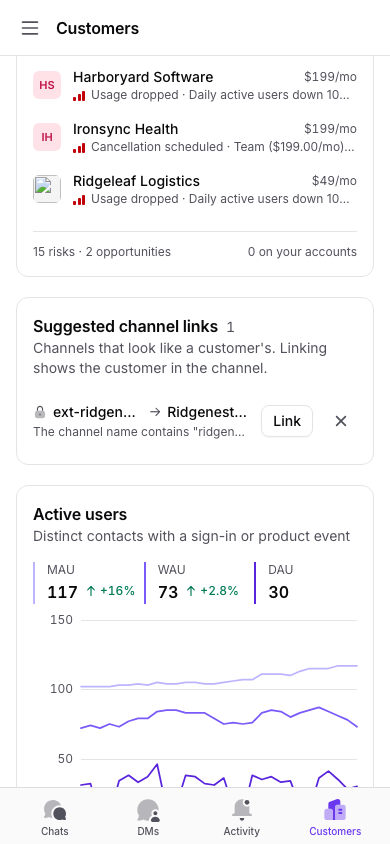 Customers
HS
Harboryard Software
$199/mo
Usage dropped · Daily active users down 10...
IH
Ironsync Health
$199/mo
Cancellation scheduled · Team ($199.00/mo)...
Ridgeleaf Logistics
$49/mo
Usage dropped · Daily active users down 10...
15 risks · 2 opportunities
0 on your accounts
Suggested channel links 1
Channels that look like a customer's. Linking
shows the customer in the channel.
ext-ridgen... → Ridgenest...
The channel name contains "ridgen...
Link
Active users
Distinct contacts with a sign-in or product event
MAU
117 ↑ +16%
WAU
73 ↑ +2.8%
DAU
30
150
100
50
Chats
DMs
Activity
Customers